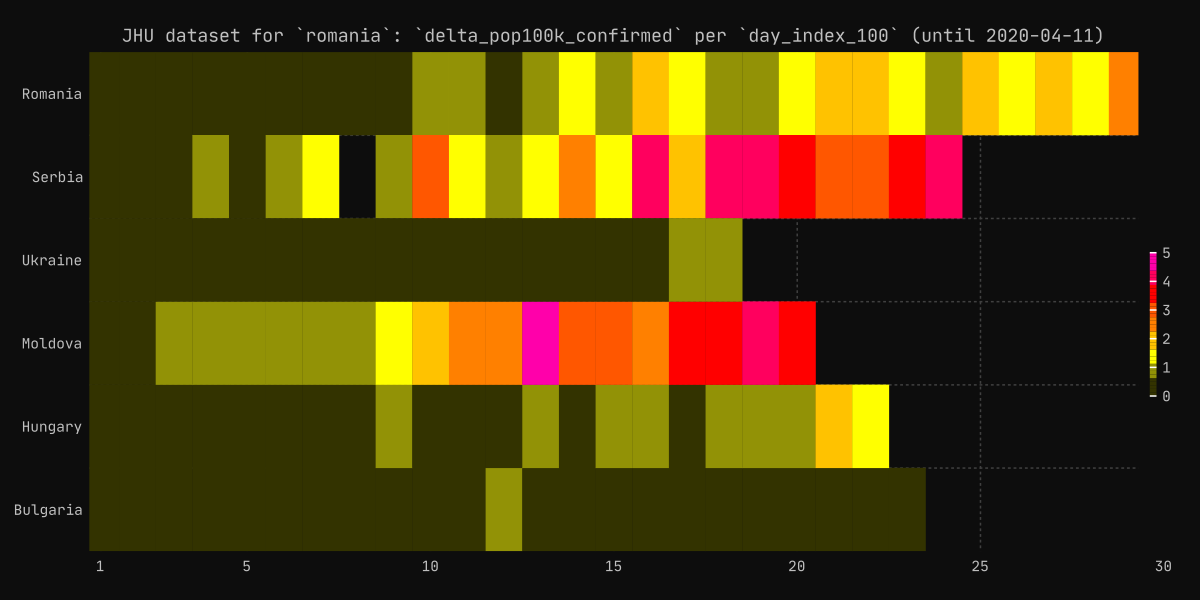 JHU dataset for `romania`: `delta_pop100k_confirmed` per `day_index_100` (until 2020-04-11)
Romania
Serbia
Ukraine
Moldova
Hungary
Bulgaria
5
4
3
2
1
0
1 5 10 15 20 25 30